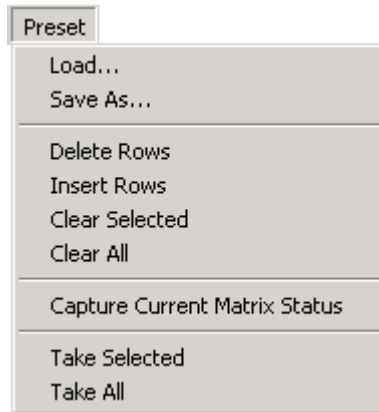 Preset
Load...
Save As...
Delete Rows
Insert Rows
Clear Selected
Clear All
Capture Current Matrix Status
Take Selected
Take All